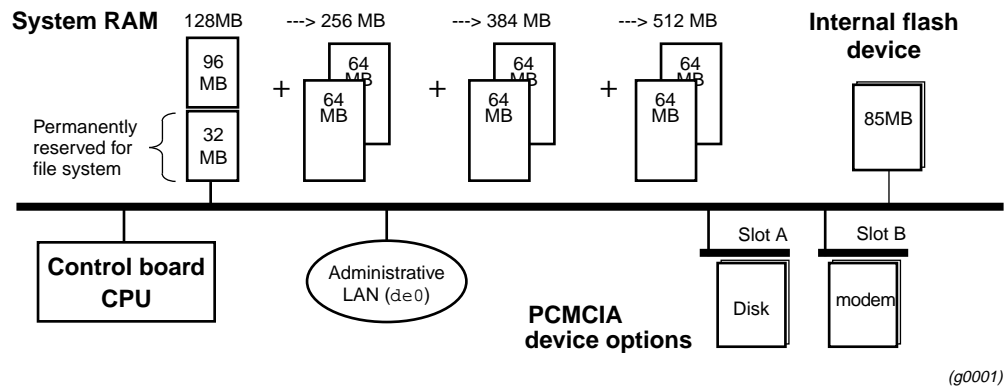 System RAM
128MB
---> 256 MB
---> 384 MB
---> 512 MB
Internal flash
device
96
MB
32
MB
Permanently
reserved for
file system
+
64
MB
64
MB
+
64
MB
64
MB
+
64
MB
64
MB
85MB
Control board
CPU
Administrative
LAN (de0)
PCMCIA
device options
Slot A
Disk
Slot B
modem
(g0001)